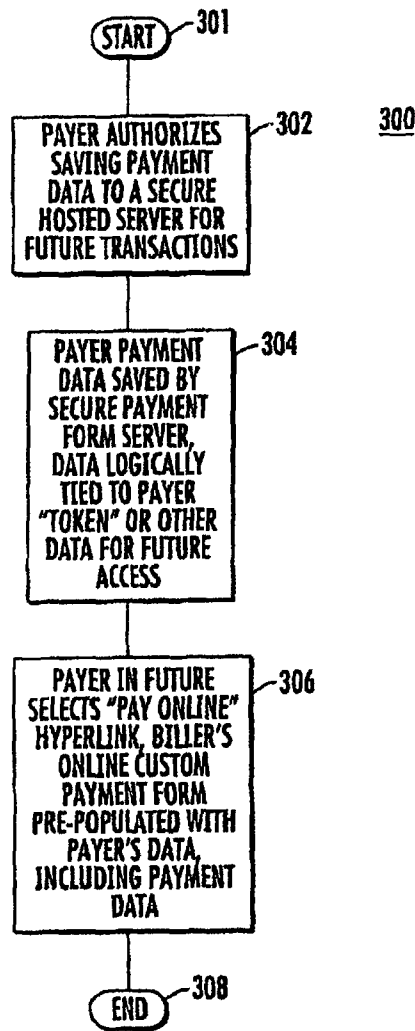 START
301
300
PAYER AUTHORIZES
SAVING PAYMENT
DATA TO A SECURE
HOSTED SERVER FOR
FUTURE TRANSACTIONS
302
PAYER PAYMENT
DATA SAVED BY
SECURE PAYMENT
FORM SERVER,
DATA LOGICALLY
TIED TO PAYER
"TOKEN" OR OTHER
DATA FOR FUTURE
ACCESS
304
PAYER IN FUTURE
SELECTS "PAY ONLINE"
HYPERLINK, BILLER'S
ONLINE CUSTOM
PAYMENT FORM
PRE-POPULATED WITH
PAYER'S DATA,
INCLUDING PAYMENT
DATA
306
END
308